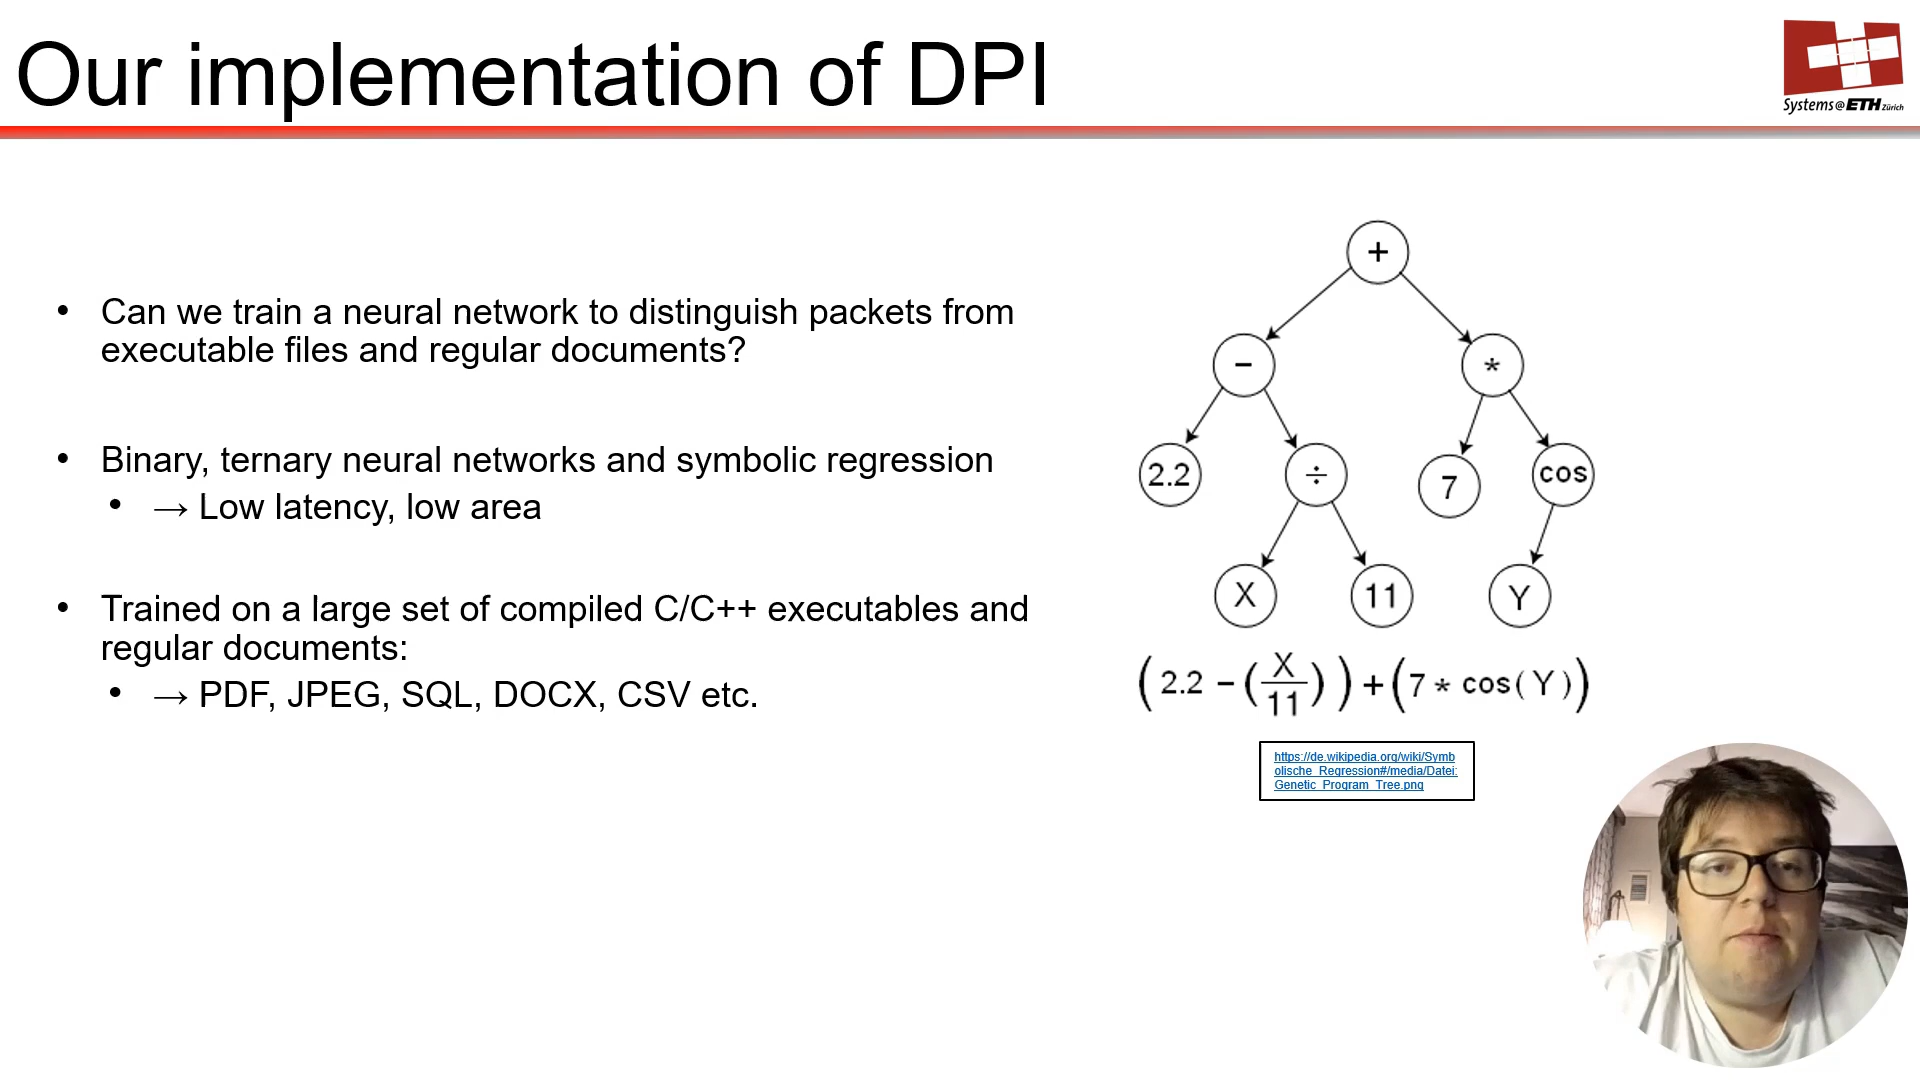 Our implementation of DPI
Systems@ETH Zürich
• Can we train a neural network to distinguish packets from
executable files and regular documents?
• Binary, ternary neural networks and symbolic regression
• → Low latency, low area
• Trained on a large set of compiled C/C++ executables and
regular documents:
• → PDF, JPEG, SQL, DOCX, CSV etc.
+
− *
2.2 ÷ 7 cos
X 11 Y
(2.2 − (X/11)) + (7 * cos(Y))
https://de.wikipedia.org/wiki/Symb
olische_Regression#/media/Datei:
Genetic_Program_Tree.png